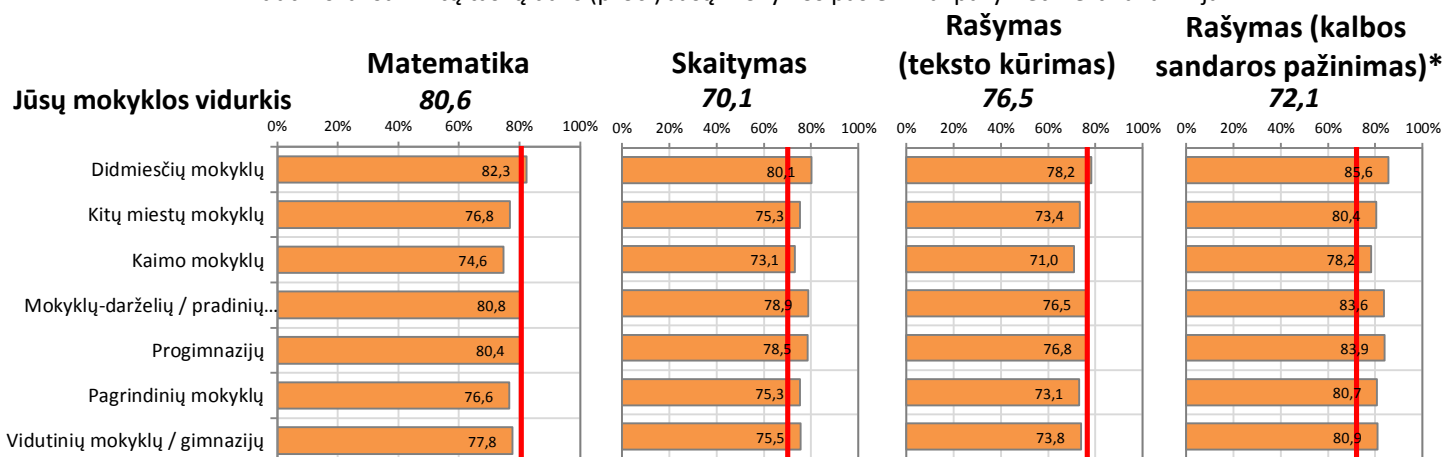 Rašymas
Rašymas (kalbos
Matematika
Skaitymas
(teksto kūrimas)
sandaros pažinimas)*
Jūsų mokyklos vidurkis
80,6
70,1
76,5
72,1
0% 20% 40% 60% 80% 100%
0% 20% 40% 60% 80% 100%
0% 20% 40% 60% 80% 100%
0% 20% 40% 60% 80% 100%
Didmiesčių mokyklų 82,3 80,1 78,2 85,6
Kitų miestų mokyklų 76,8 75,3 73,4 80,4
Kaimo mokyklų 74,6 73,1 71,0 78,2
Mokyklų-darželių / pradinių... 80,8 78,9 76,5 83,6
Progimnazijų 80,4 78,5 76,8 83,9
Pagrindinių mokyklų 76,6 75,3 73,1 80,7
Vidutinių mokyklų / gimnazijų 77,8 75,5 73,8 80,9